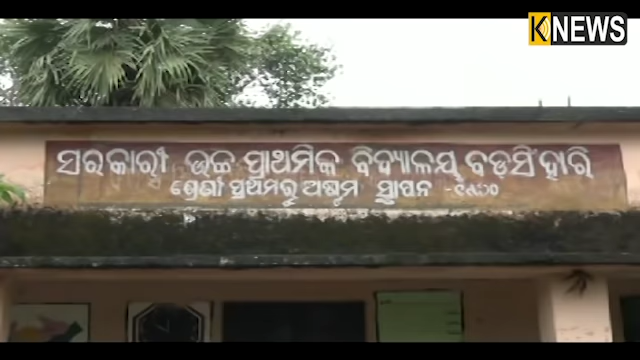 KNEWS
ସରକାରୀ ଉଚ୍ଚ ପ୍ରାଥମିକ ବିଦ୍ୟାଳୟ ବଡ଼ସିଂହାରି
ଶ୍ରେଣୀ ପ୍ରଥମରୁ ଅଷ୍ଟମ ସ୍ଥାପନ -